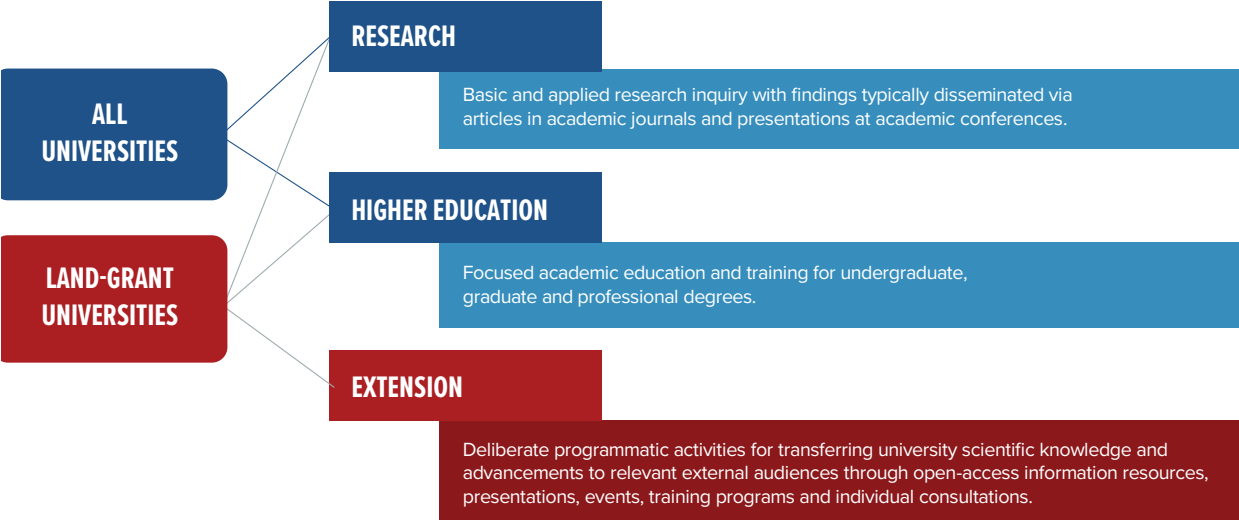 ALL
UNIVERSITIES
LAND-GRANT
UNIVERSITIES
RESEARCH
Basic and applied research inquiry with findings typically disseminated via
articles in academic journals and presentations at academic conferences.
HIGHER EDUCATION
Focused academic education and training for undergraduate,
graduate and professional degrees.
EXTENSION
Deliberate programmatic activities for transferring university scientific knowledge and
advancements to relevant external audiences through open-access information resources,
presentations, events, training programs and individual consultations.